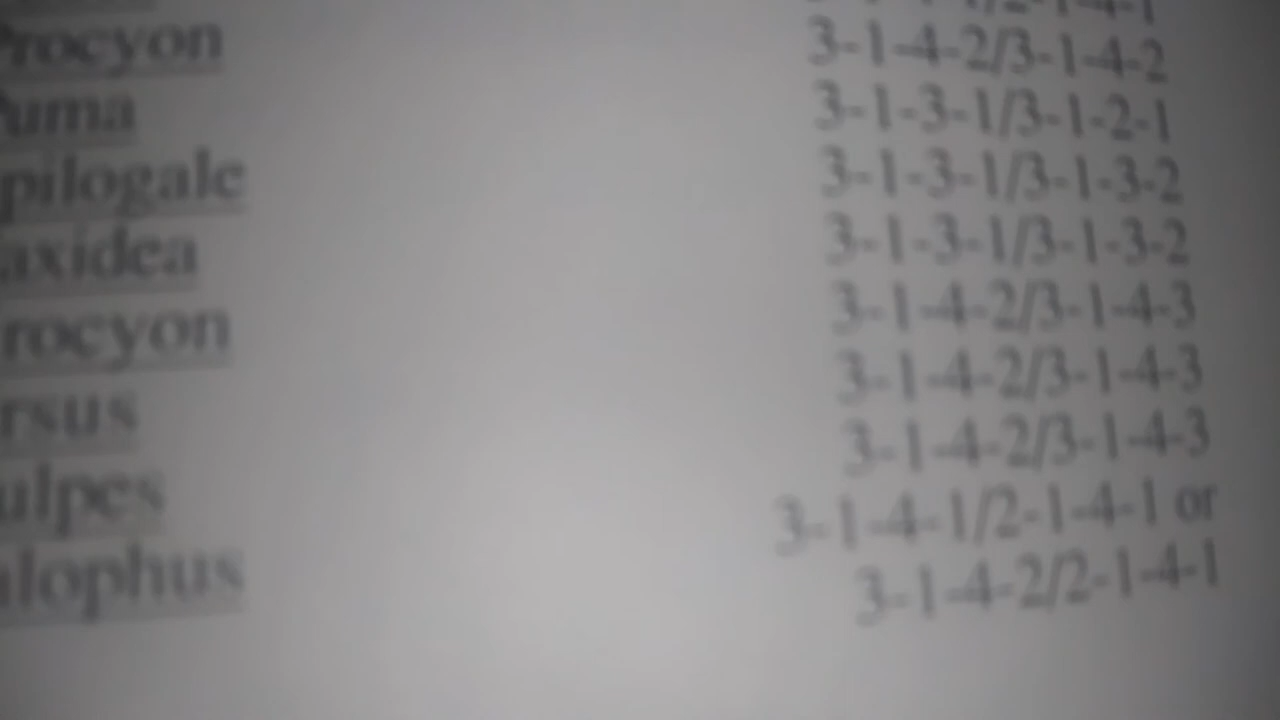 Procyon 3-1-4-2/3-1-4-2
Puma 3-1-3-1/3-1-2-1
pilogale 3-1-3-1/3-1-3-2
axidea 3-1-3-1/3-1-3-2
rocyon 3-1-4-2/3-1-4-3
rsus 3-1-4-2/3-1-4-3
ulpes 3-1-4-2/3-1-4-3
3-1-4-1/2-1-4-1 or
alophus 3-1-4-2/2-1-4-1